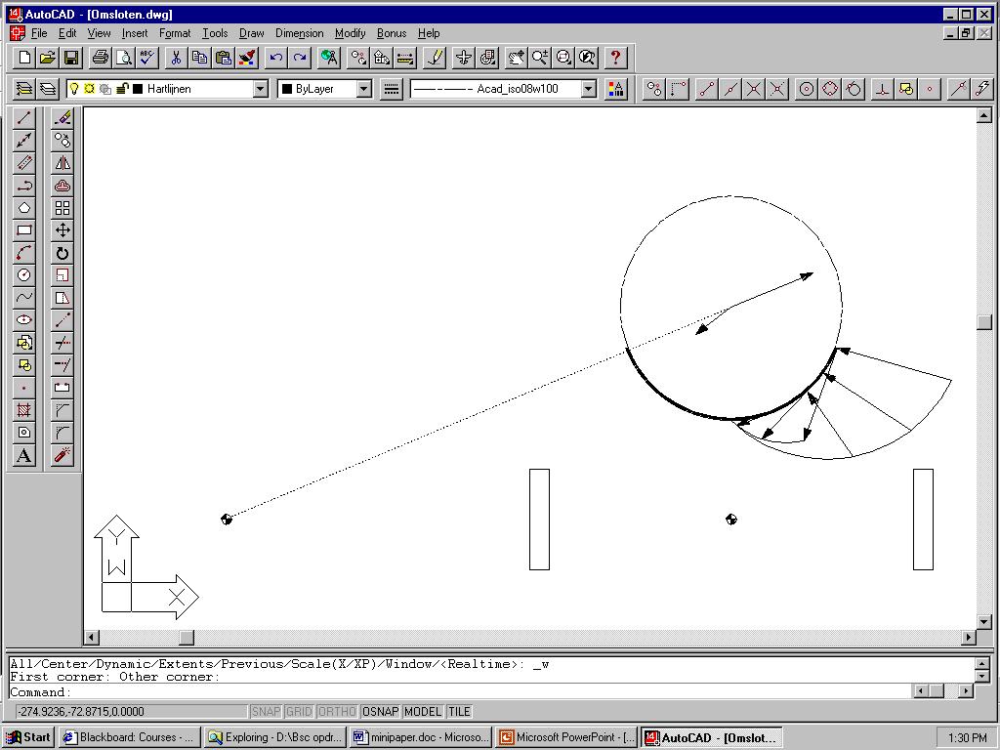 AutoCAD - [Omsloten.dwg]
File Edit View Insert Format Tools Draw Dimension Modify Bonus Help
Hartlijnen ByLayer Acad_iso08w100
A
Y
W
X
All/Center/Dynamic/Extents/Previous/Scale(X/XP)/Window/<Realtime>: _w
First corner: Other corner:
Command:
-274.9236,-72.8715,0.0000 SNAP GRID ORTHO OSNAP MODEL TILE
Start Blackboard: Courses - ... Exploring - D:\Bsc opdr... minipaper.doc - Microso... Microsoft PowerPoint - [... AutoCAD - [Omslot... 1:30 PM